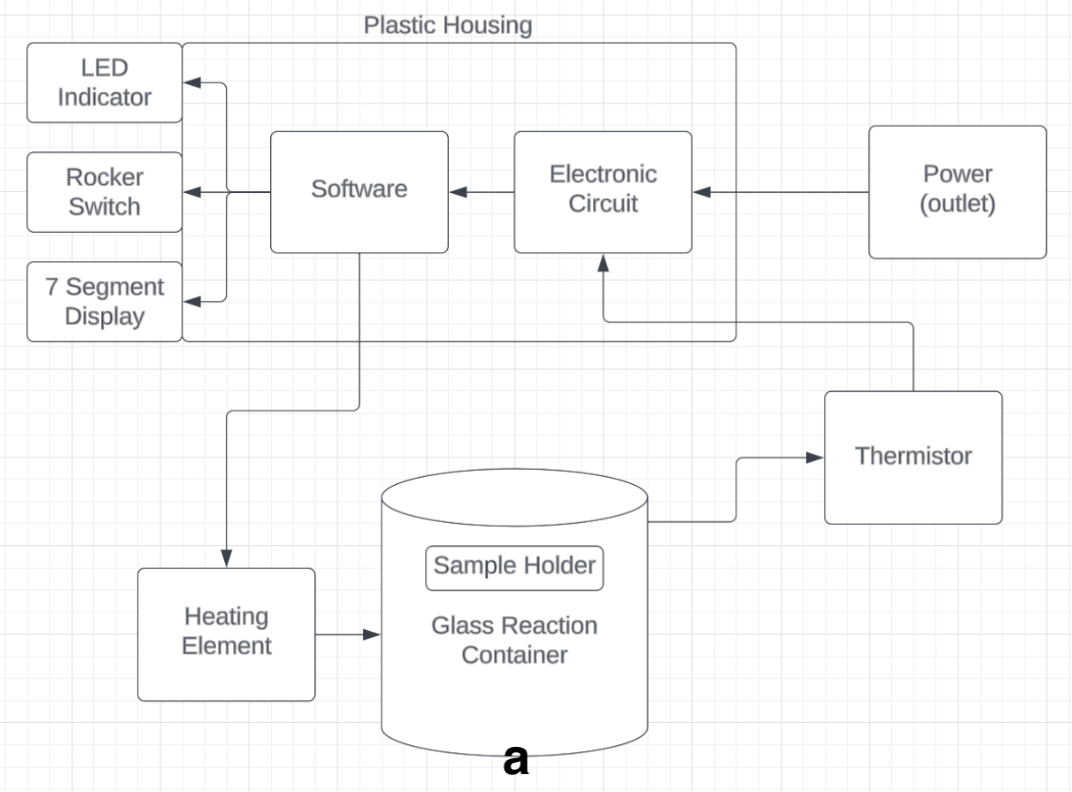 Plastic Housing
LED
Indicator
Rocker
Switch
7 Segment
Display
Software
Electronic
Circuit
Power
(outlet)
Thermistor
Heating
Element
Sample Holder
Glass Reaction
Container
a